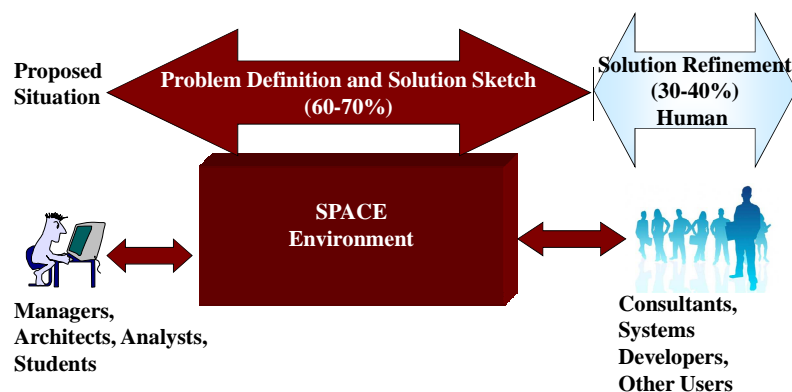 Proposed
Situation
Problem Definition and Solution Sketch
(60-70%)
Solution Refinement
(30-40%)
Human
SPACE
Environment
Managers,
Architects, Analysts,
Students
Consultants,
Systems
Developers,
Other Users